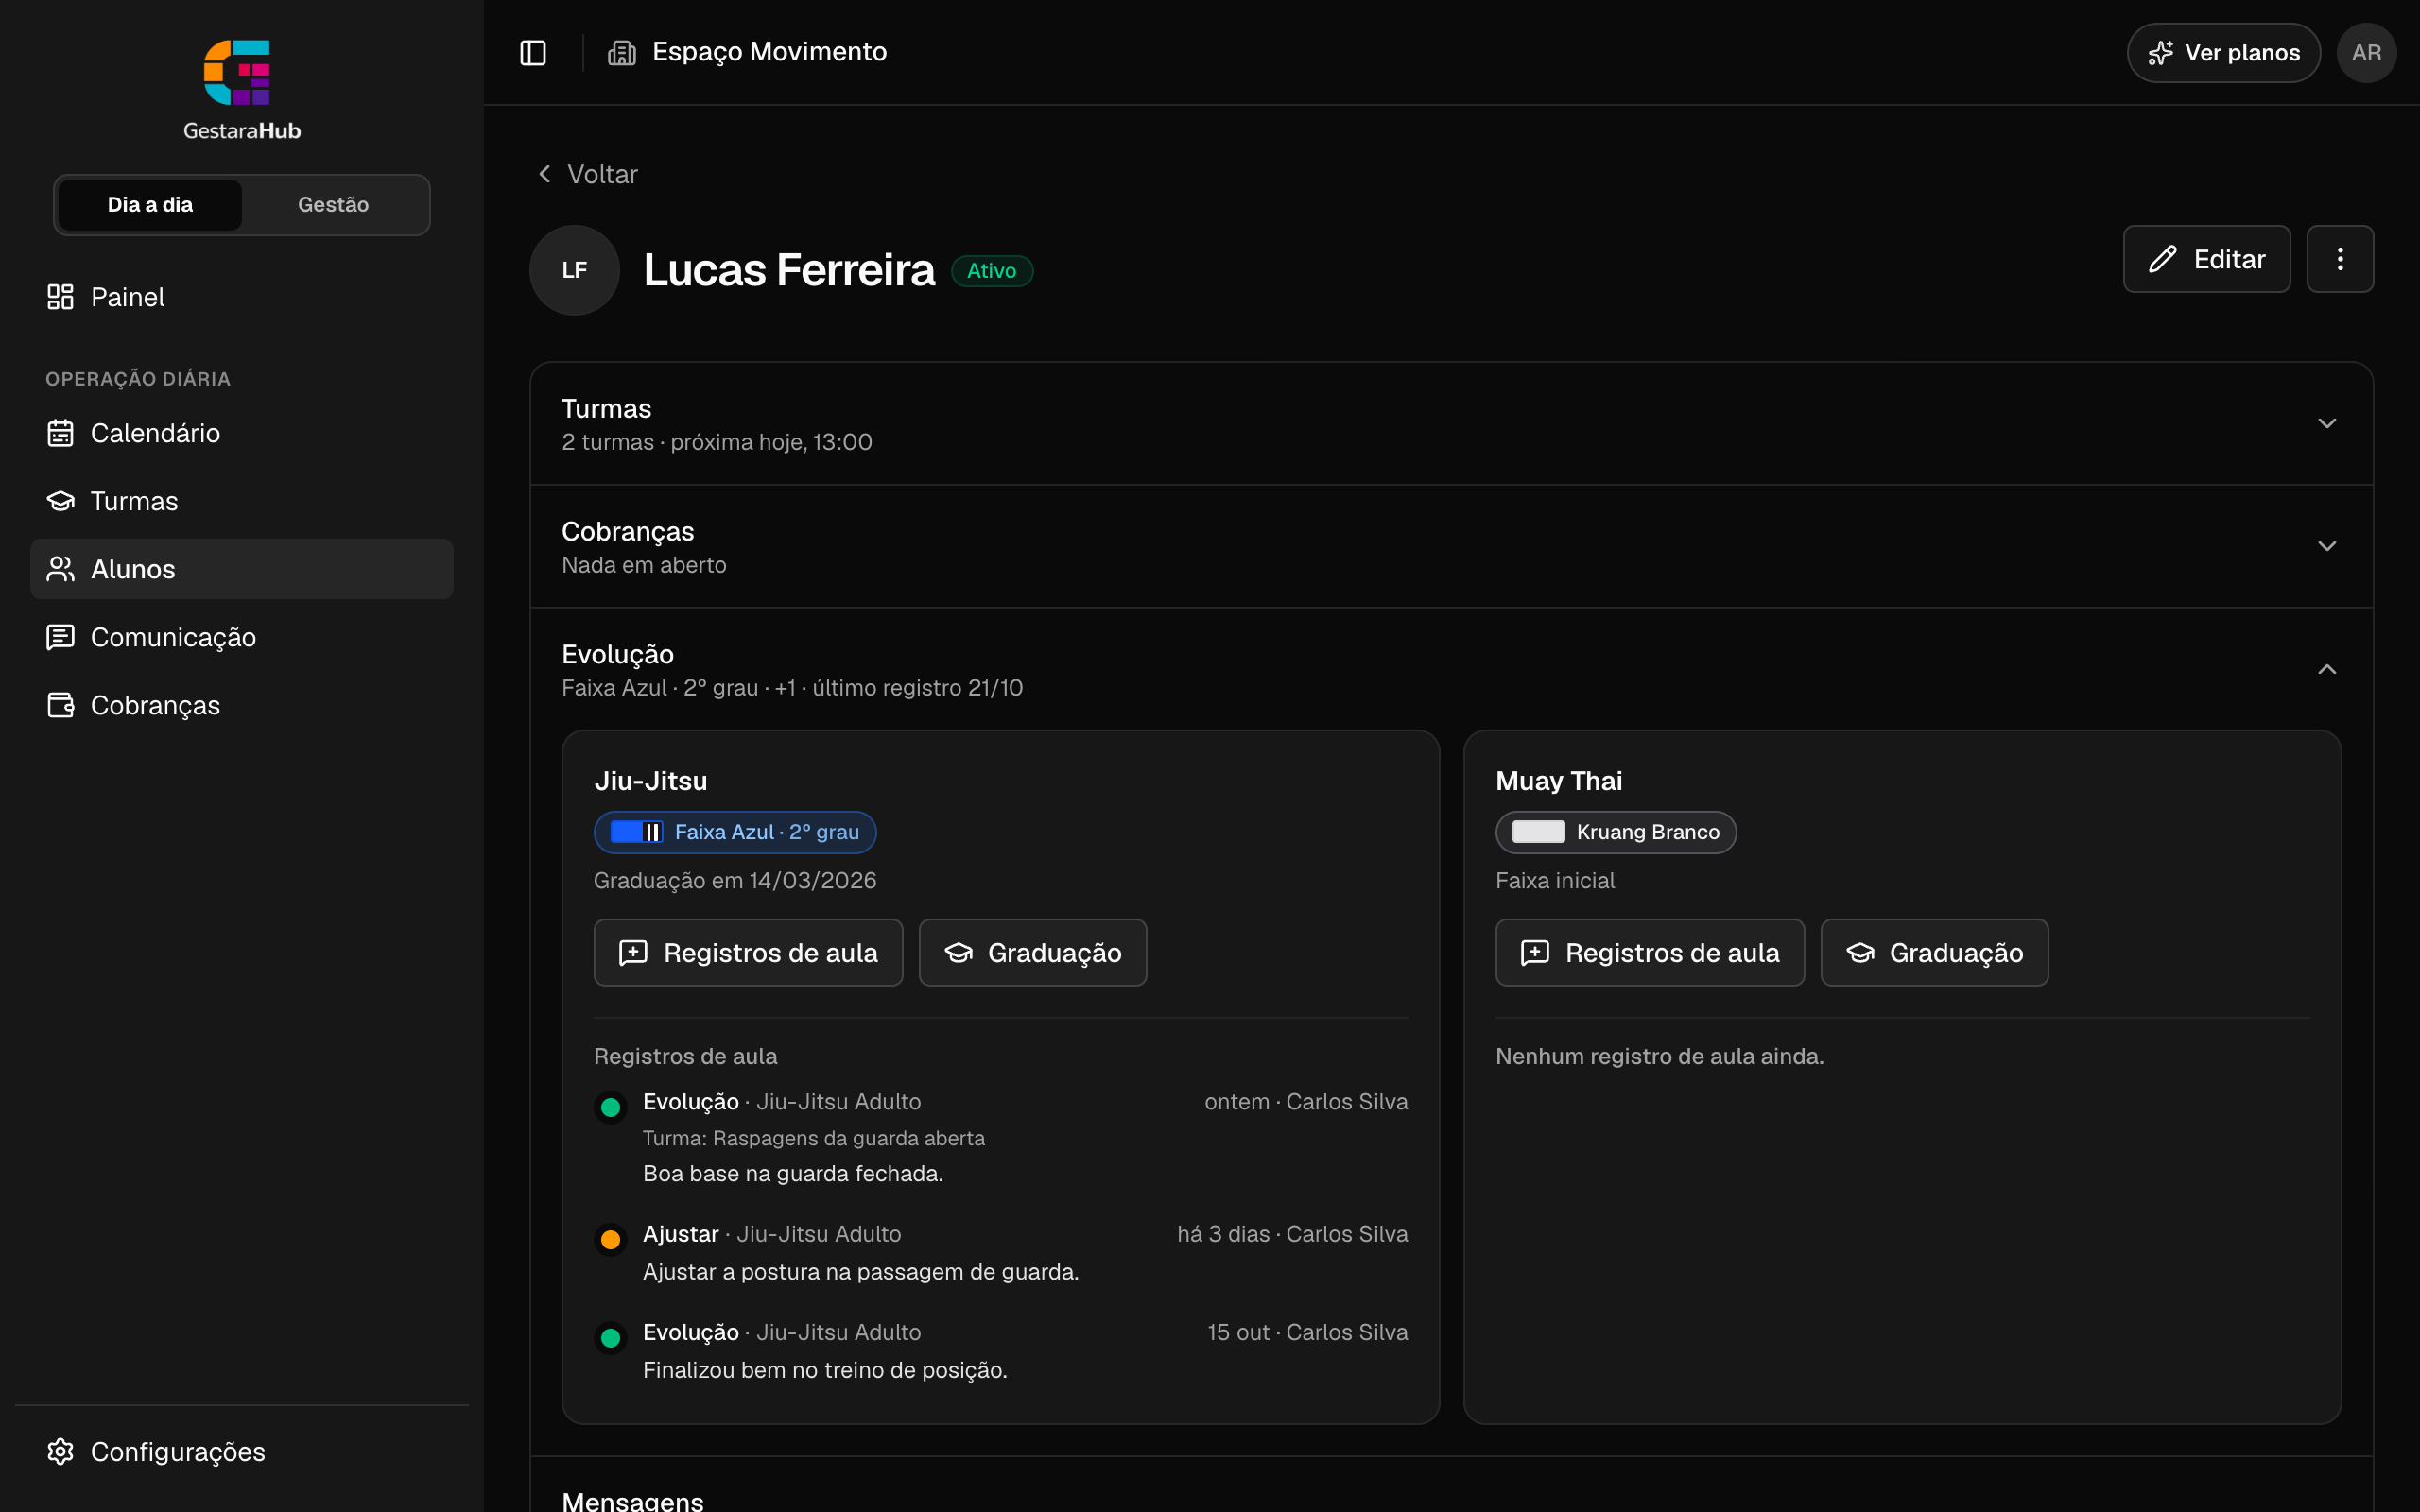 GestaraHub
Dia a dia
Gestão
Painel
OPERAÇÃO DIÁRIA
Calendário
Turmas
Alunos
Comunicação
Cobranças
Configurações
Espaço Movimento
Ver planos
AR
Voltar
LF
Lucas Ferreira
Ativo
Editar
Turmas
2 turmas · próxima hoje, 13:00
Cobranças
Nada em aberto
Evolução
Faixa Azul · 2° grau · +1 · último registro 21/10
Jiu-Jitsu
Faixa Azul · 2° grau
Graduação em 14/03/2026
Registros de aula
Graduação
Registros de aula
Evolução · Jiu-Jitsu Adulto
ontem · Carlos Silva
Turma: Raspagens da guarda aberta
Boa base na guarda fechada.
Ajustar · Jiu-Jitsu Adulto
há 3 dias · Carlos Silva
Ajustar a postura na passagem de guarda.
Evolução · Jiu-Jitsu Adulto
15 out · Carlos Silva
Finalizou bem no treino de posição.
Muay Thai
Kruang Branco
Faixa inicial
Registros de aula
Graduação
Nenhum registro de aula ainda.
Mensagens